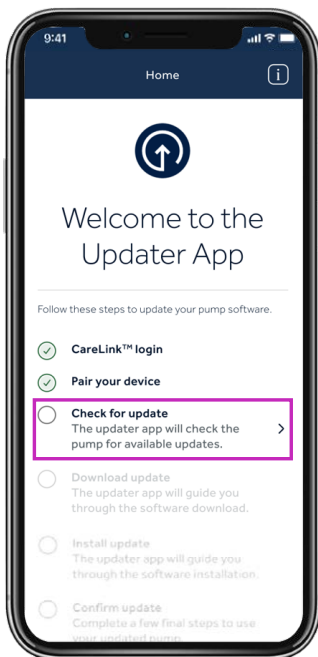 9:41
Home
i
Welcome to the
Updater App
Follow these steps to update your pump software.
CareLink™ login
Pair your device
Check for update
The updater app will check the
pump for available updates.
Download update
The updater app will guide you
through the software download.
Install update
The updater app will guide you
through the software installation.
Confirm update
Complete a few final steps to use
your updated pump.